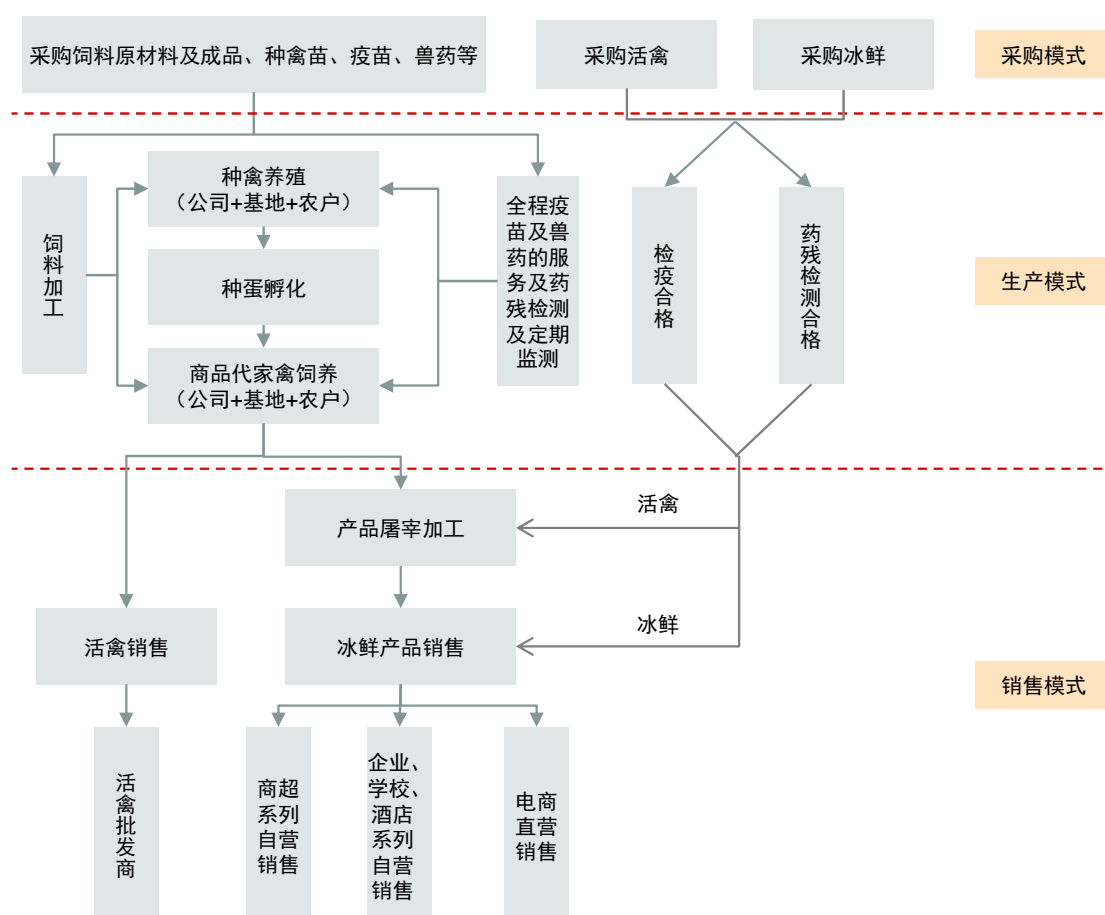 采购饲料原材料及成品、种禽苗、疫苗、兽药等
采购活禽
采购冰鲜
采购模式
饲料加工
种禽养殖
（公司+基地+农户）
种蛋孵化
商品代家禽饲养
（公司+基地+农户）
全程疫
苗及兽
药的服
务及药
残检测
及定期
监测
检疫合格
药残检测合格
生产模式
活禽
产品屠宰加工
冰鲜
活禽销售
冰鲜产品销售
销售模式
活禽批发商
商超
系列
自营
销售
企业、
学校、
酒店
系列
自营
销售
电商
直营
销售